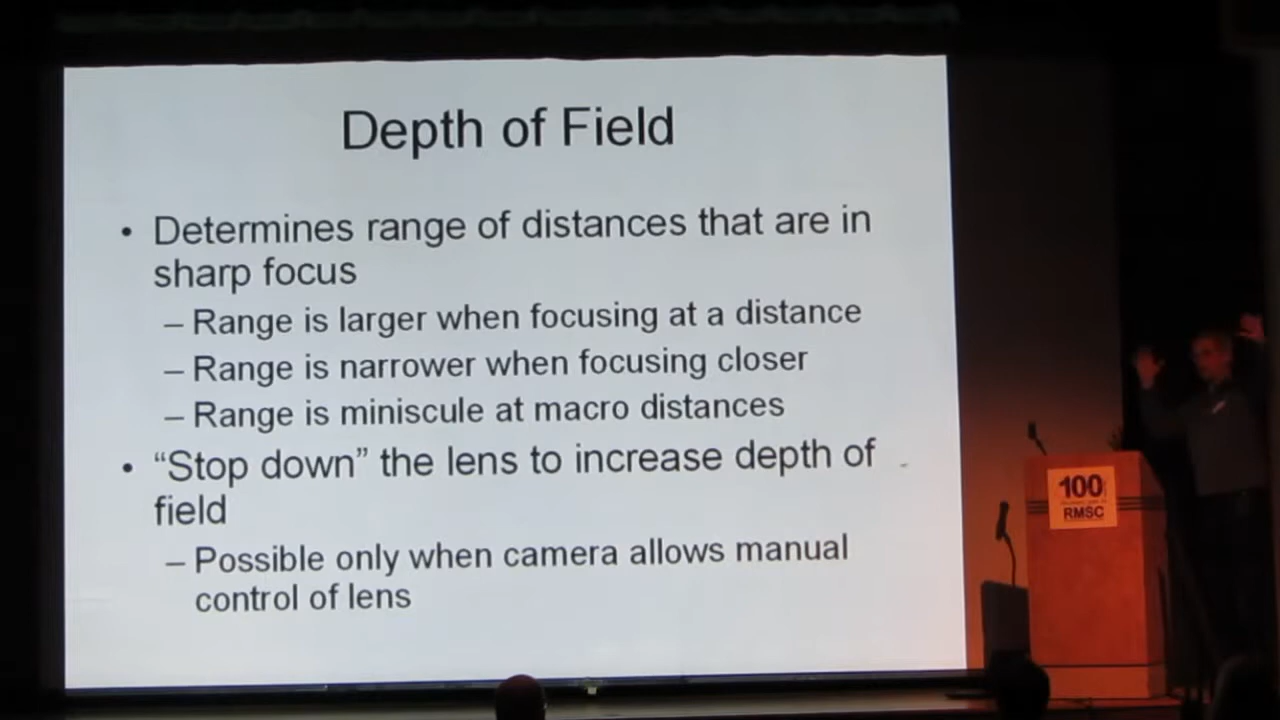 Depth of Field
• Determines range of distances that are in
sharp focus
– Range is larger when focusing at a distance
– Range is narrower when focusing closer
– Range is miniscule at macro distances
• “Stop down” the lens to increase depth of
field
– Possible only when camera allows manual
control of lens
100
RMSC